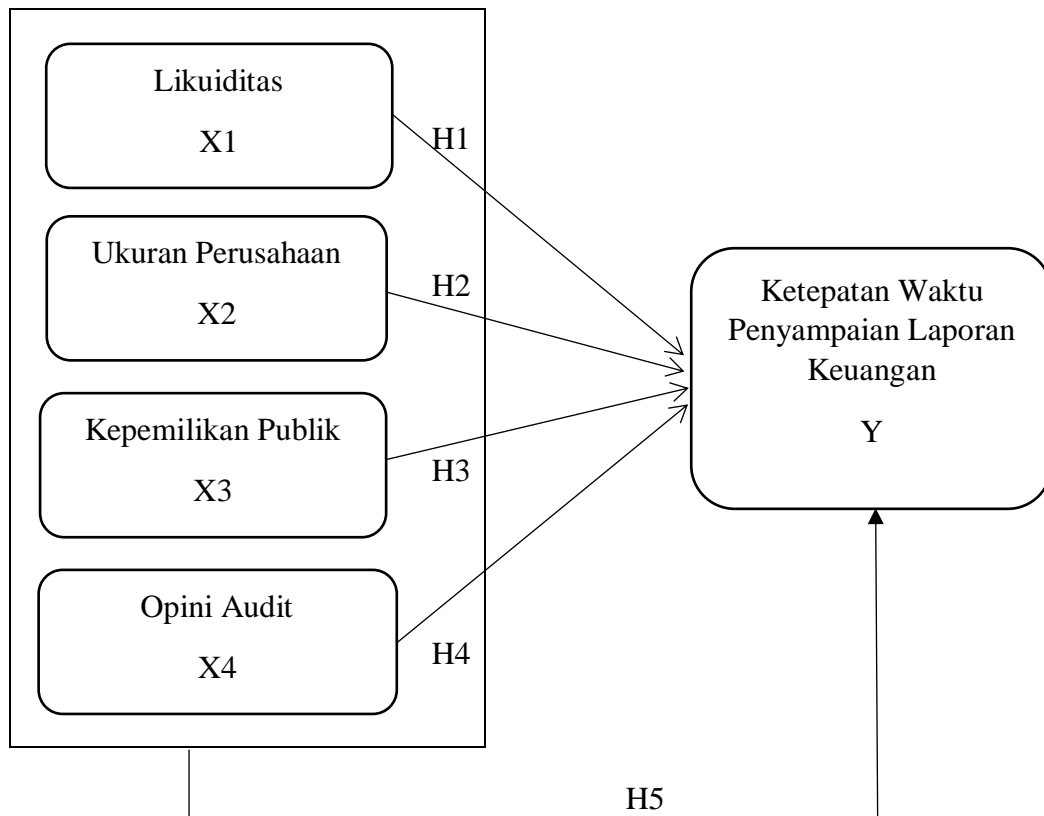 Likuiditas
X1
H1
Ukuran Perusahaan
X2
H2
Kepemilikan Publik
X3
H3
Opini Audit
X4
H4
Ketepatan Waktu
Penyampaian Laporan
Keuangan
Y
H5